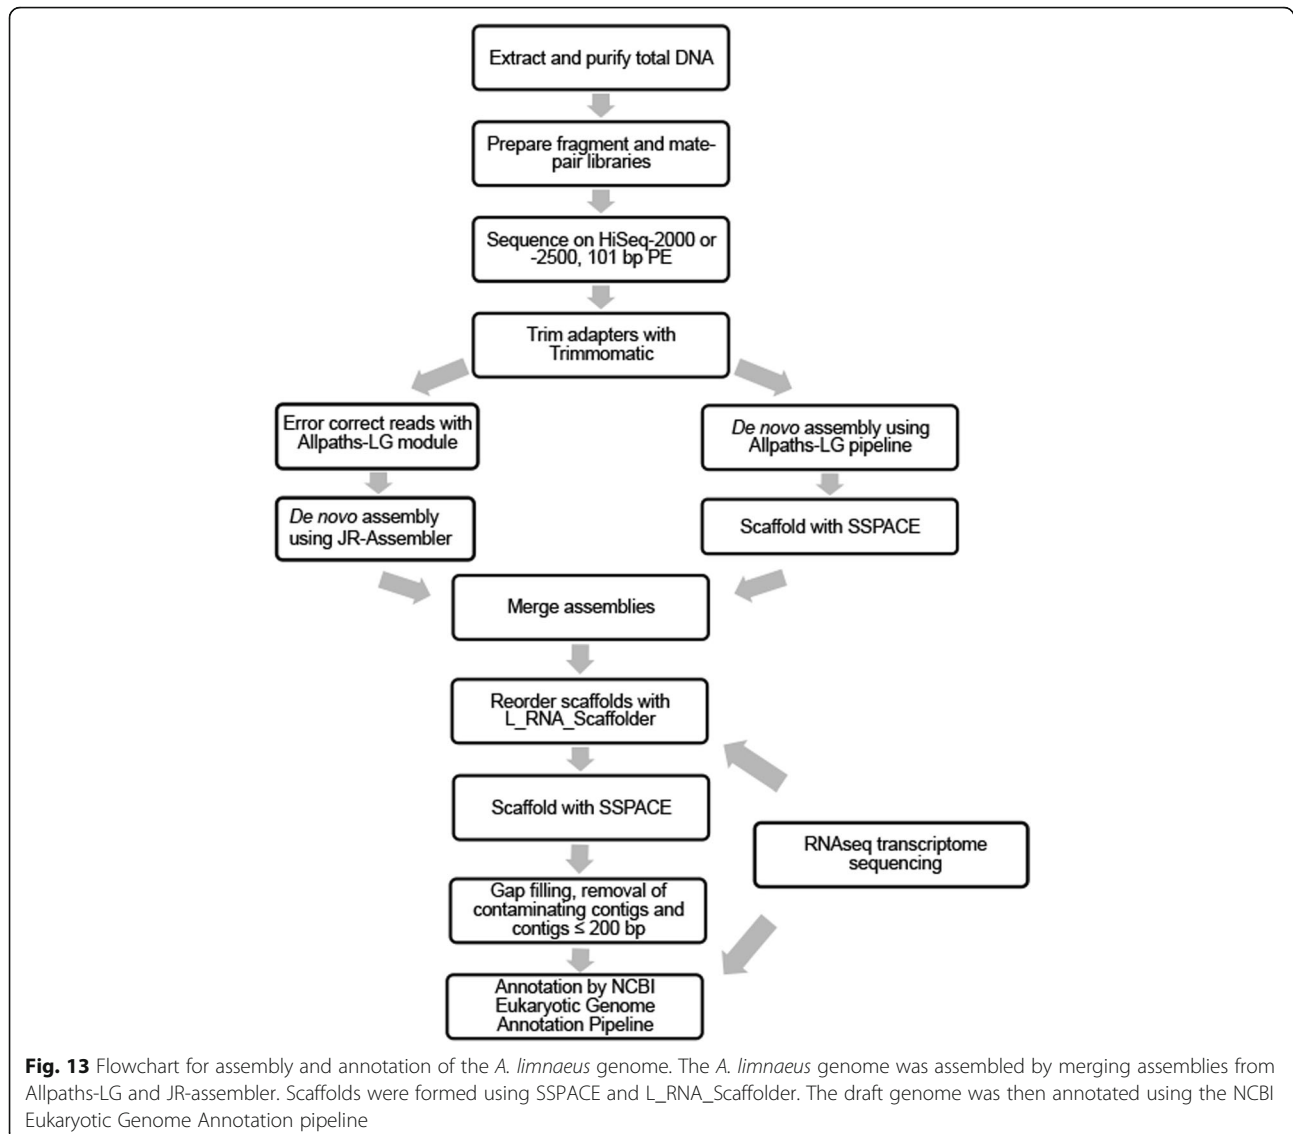 Extract and purify total DNA
Prepare fragment and mate-
pair libraries
Sequence on HiSeq-2000 or
-2500, 101 bp PE
Trim adapters with
Trimmomatic
Error correct reads with
Allpaths-LG module
De novo assembly using
Allpaths-LG pipeline
De novo assembly
using JR-Assembler
Scaffold with SSPACE
Merge assemblies
Reorder scaffolds with
L_RNA_Scaffolder
Scaffold with SSPACE
RNAseq transcriptome
sequencing
Gap filling, removal of
contaminating contigs and
contigs ≤ 200 bp
Annotation by NCBI
Eukaryotic Genome
Annotation Pipeline
Fig. 13 Flowchart for assembly and annotation of the A. limnaeus genome. The A. limnaeus genome was assembled by merging assemblies from
Allpaths-LG and JR-assembler. Scaffolds were formed using SSPACE and L_RNA_Scaffolder. The draft genome was then annotated using the NCBI
Eukaryotic Genome Annotation pipeline